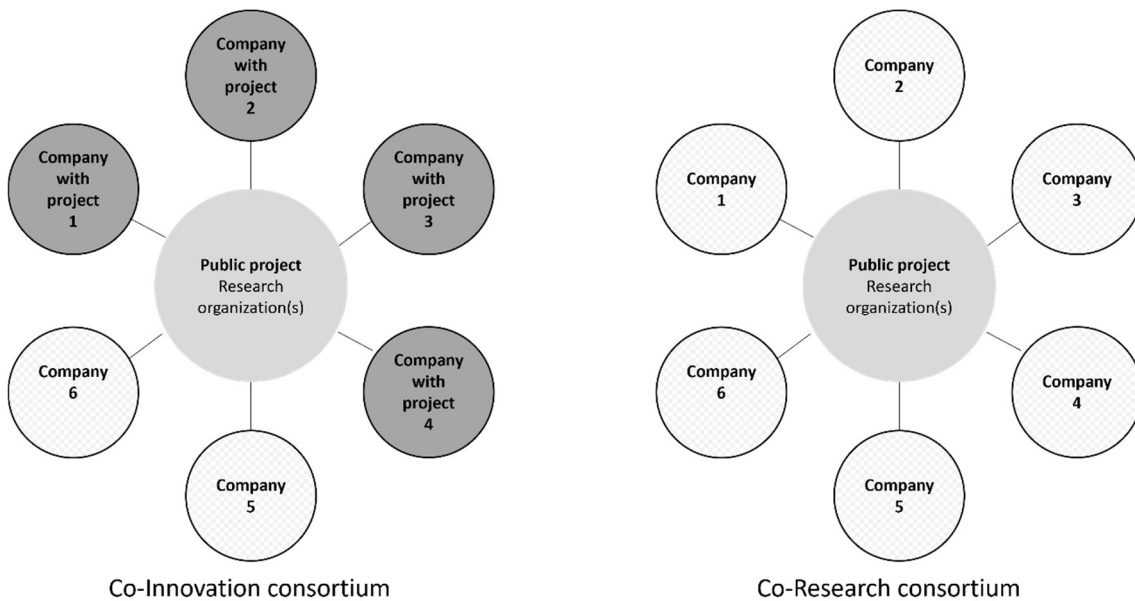 Company
with
project
2
Company
with
project
1
Company
with
project
3
Public project
Research
organization(s)
Company
6
Company
with
project
4
Company
5
Co-Innovation consortium
Company
2
Company
1
Company
3
Public project
Research
organization(s)
Company
6
Company
4
Company
5
Co-Research consortium